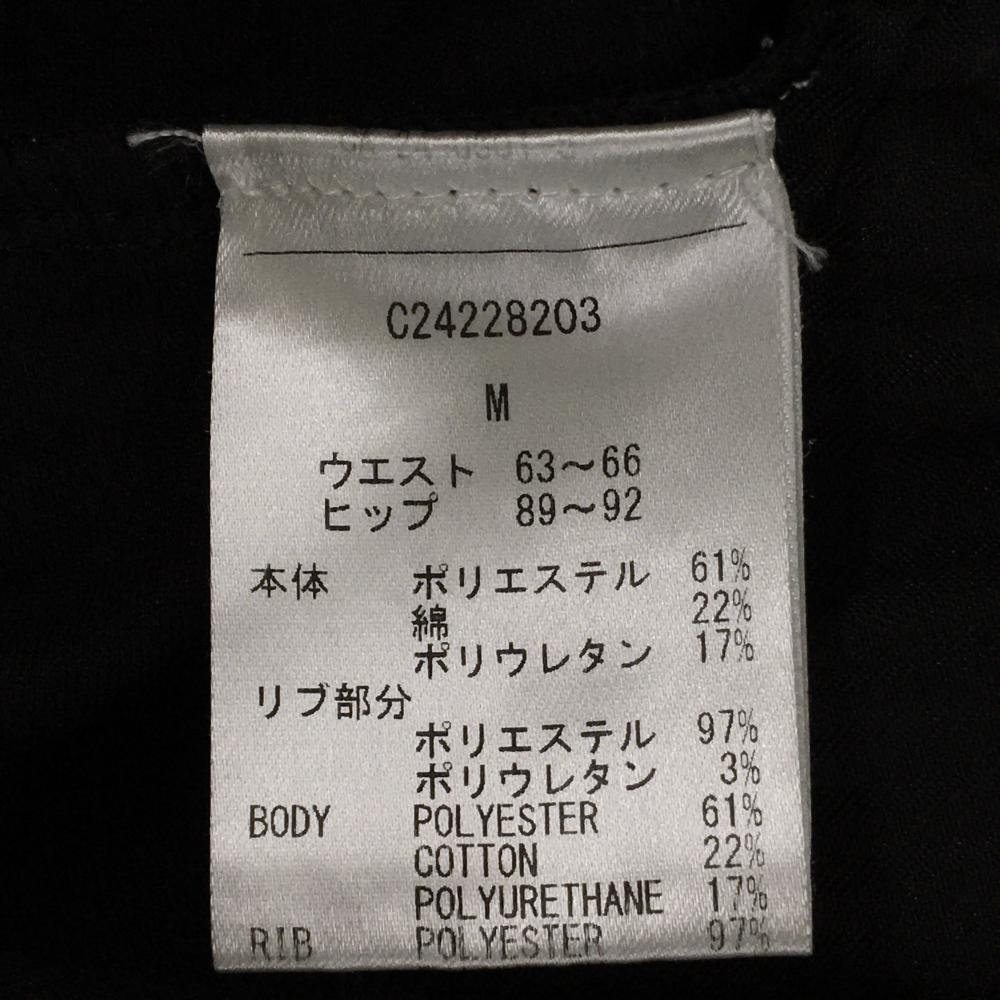 C24228203
M
ウエスト 63～66
ヒップ 89～92
本体 ポリエステル 61%
綿 22%
ポリウレタン 17%
リブ部分
ポリエステル 97%
ポリウレタン 3%
BODY POLYESTER 61%
COTTON 22%
POLYURETHANE 17%
RIB POLYESTER 97%